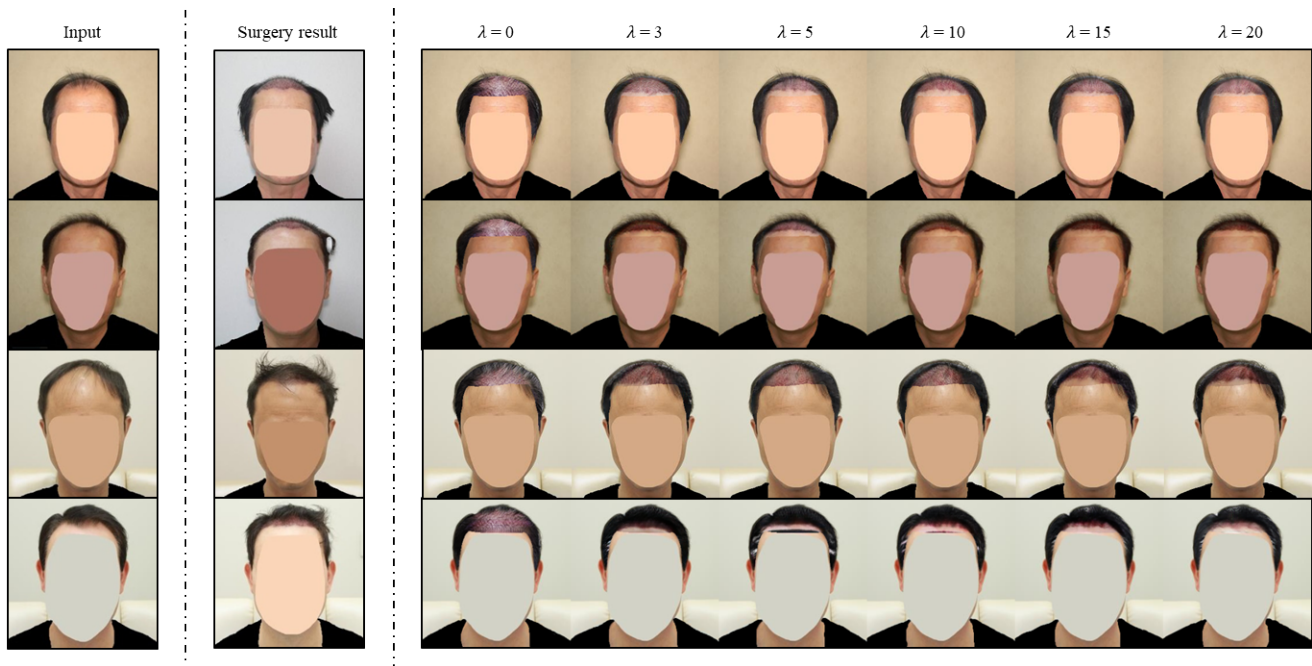 Input
Surgery result
λ = 0
λ = 3
λ = 5
λ = 10
λ = 15
λ = 20